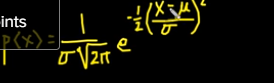 ints
p(x) = 1/(σ√2π) e^(-1/2((x-μ)/σ)²)